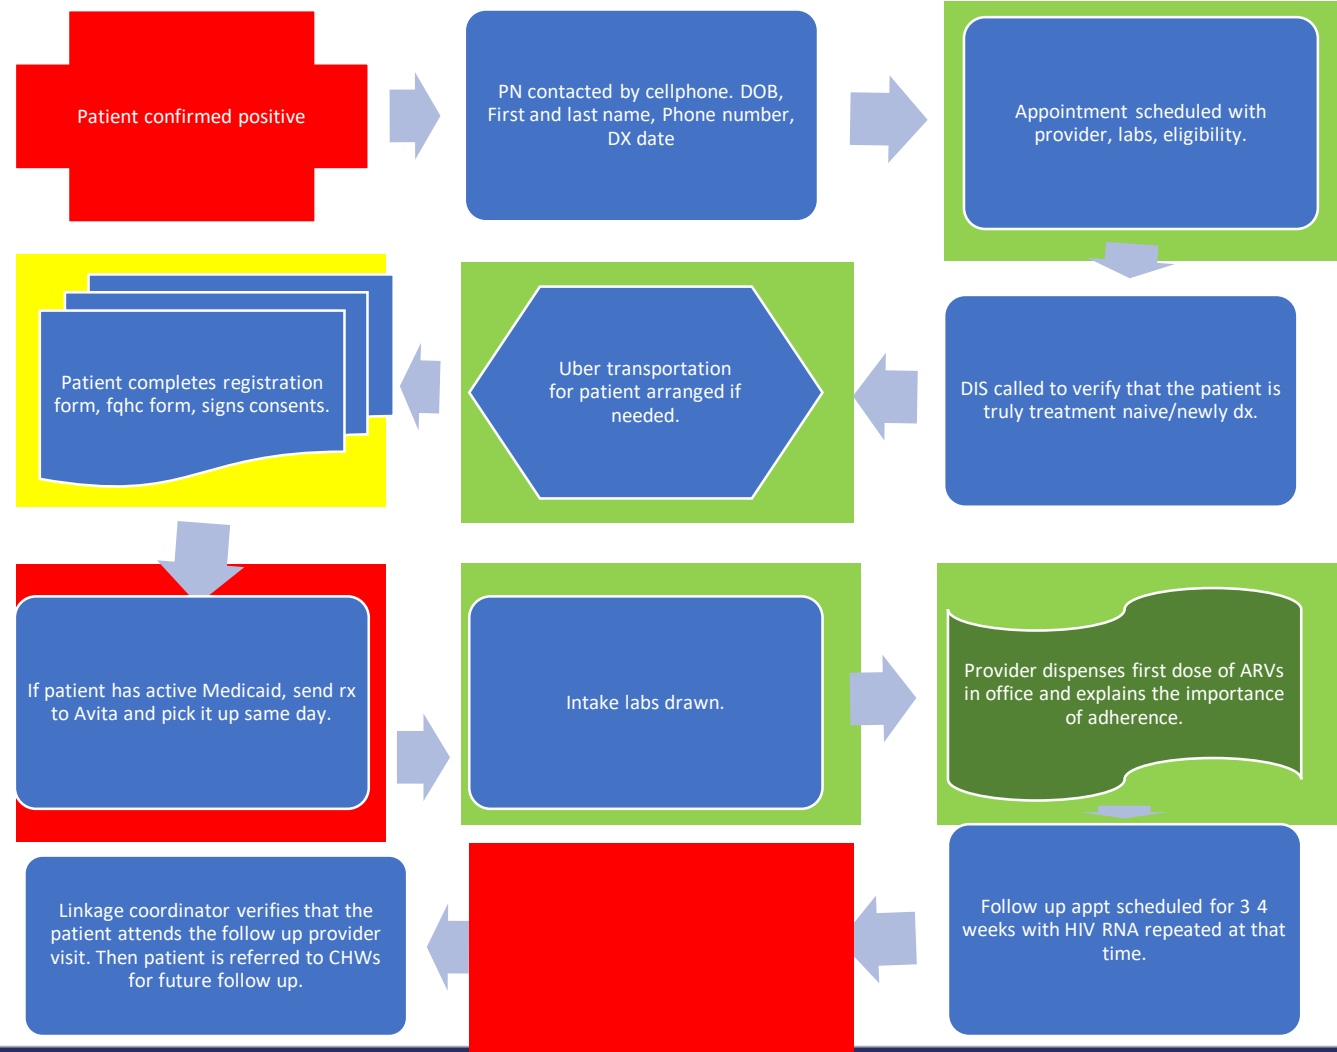 Patient confirmed positive
PN contacted by cellphone. DOB,
First and last name, Phone number,
DX date
Appointment scheduled with
provider, labs, eligibility.
DIS called to verify that the patient is
truly treatment naive/newly dx.
Uber transportation
for patient arranged if
needed.
Patient completes registration
form, fqhc form, signs consents.
If patient has active Medicaid, send rx
to Avita and pick it up same day.
Intake labs drawn.
Provider dispenses first dose of ARVs
in office and explains the importance
of adherence.
Follow up appt scheduled for 3 4
weeks with HIV RNA repeated at that
time.
Linkage coordinator verifies that the
patient attends the follow up provider
visit. Then patient is referred to CHWs
for future follow up.